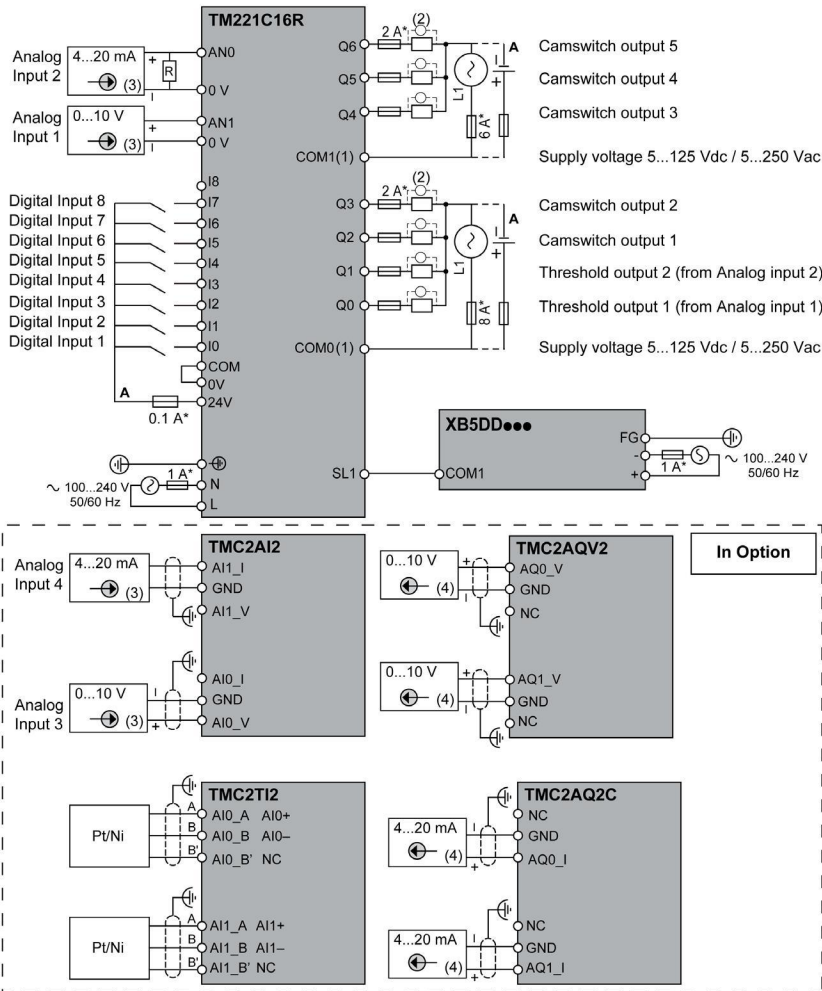 TM221C16R
Analog Input 2
4...20 mA
(3)
+
R
I
AN0
0 V
Analog Input 1
0...10 V
(3)
+
I
AN1
0 V
I8
Digital Input 8
I7
Digital Input 7
I6
Digital Input 6
I5
Digital Input 5
I4
Digital Input 4
I3
Digital Input 3
I2
Digital Input 2
I1
Digital Input 1
I0
COM
0V
A
24V
0.1 A*
1 A*
N
~ 100...240 V
50/60 Hz
L
Q6
2 A*
(2)
A
Camswitch output 5
Q5
L1
+
Camswitch output 4
Q4
6 A*
Camswitch output 3
COM1(1)
Supply voltage 5...125 Vdc / 5...250 Vac
Q3
2 A*
(2)
A
Camswitch output 2
Q2
L1
+
Camswitch output 1
Q1
Threshold output 2 (from Analog input 2)
Q0
8 A*
Threshold output 1 (from Analog input 1)
COM0(1)
Supply voltage 5...125 Vdc / 5...250 Vac
SL1
XB5DD●●●
COM1
FG
-
+
1 A*
~ 100...240 V
50/60 Hz
In Option
TMC2AI2
Analog Input 4
4...20 mA
(3)
AI1_I
GND
AI1_V
Analog Input 3
0...10 V
(3)
I
+
AI0_I
GND
AI0_V
TMC2AQV2
0...10 V
(4)
+
I
AQ0_V
GND
NC
0...10 V
(4)
+
I
AQ1_V
GND
NC
TMC2TI2
Pt/Ni
A
B
B'
AI0_A AI0+
AI0_B AI0–
AI0_B' NC
Pt/Ni
A
B
B'
AI1_A AI1+
AI1_B AI1–
AI1_B' NC
TMC2AQ2C
4...20 mA
(4)
I
+
NC
GND
AQ0_I
4...20 mA
(4)
I
+
NC
GND
AQ1_I